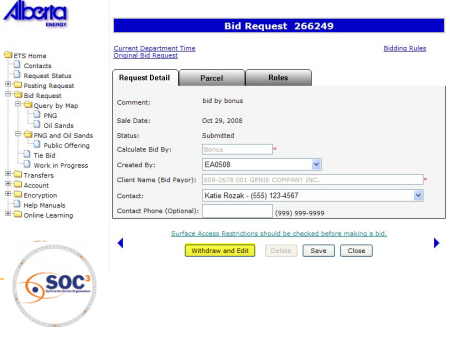 Alberta
ENERGY
Bid Request 266249
Current Department Time
Original Bid Request
Bidding Rules
ETS Home
Contacts
Request Status
Posting Request
Bid Request
Query by Map
PNG
Oil Sands
PNG and Oil Sands
Public Offering
Tie Bid
Work in Progress
Transfers
Account
Encryption
Help Manuals
Online Learning
Request Detail
Parcel
Roles
Comment: bid by bonus
Sale Date: Oct 29, 2008
Status: Submitted
Calculate Bid By: Bonus *
Created By: EA0508
Client Name (Bid Payor): 809-2678 001 GENIE COMPANY INC. *
Contact: Katie Rozak - (555) 123-4567
Contact Phone (Optional): (999) 999-9999
Surface Access Restrictions should be checked before making a bid.
Withdraw and Edit
Delete
Save
Close
SOC3